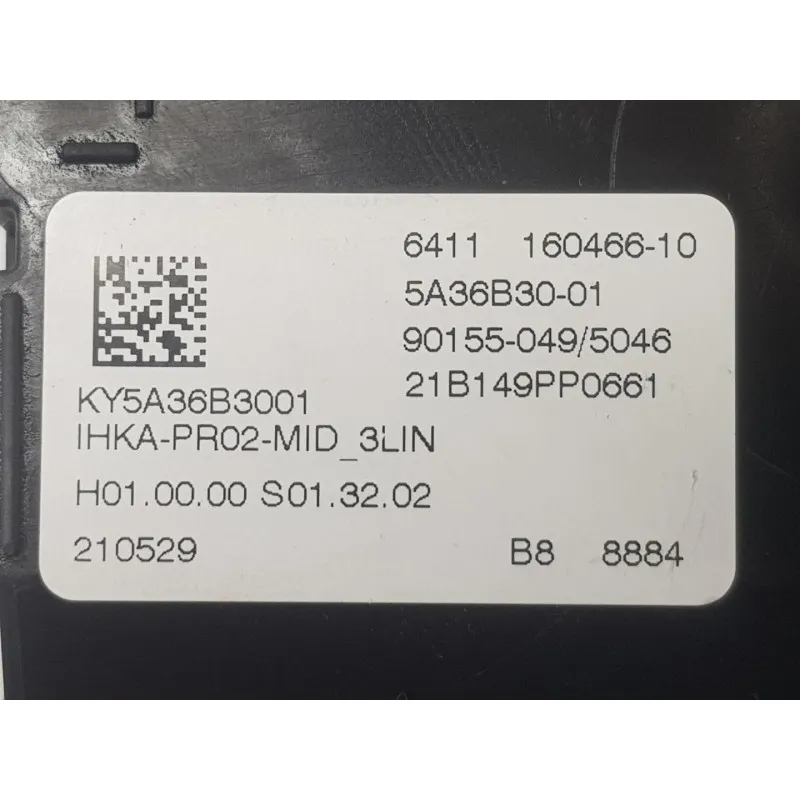 6411 160466-10
5A36B30-01
90155-049/5046
21B149PP0661
KY5A36B3001
IHKA-PR02-MID_3LIN
H01.00.00 S01.32.02
210529 B8 8884